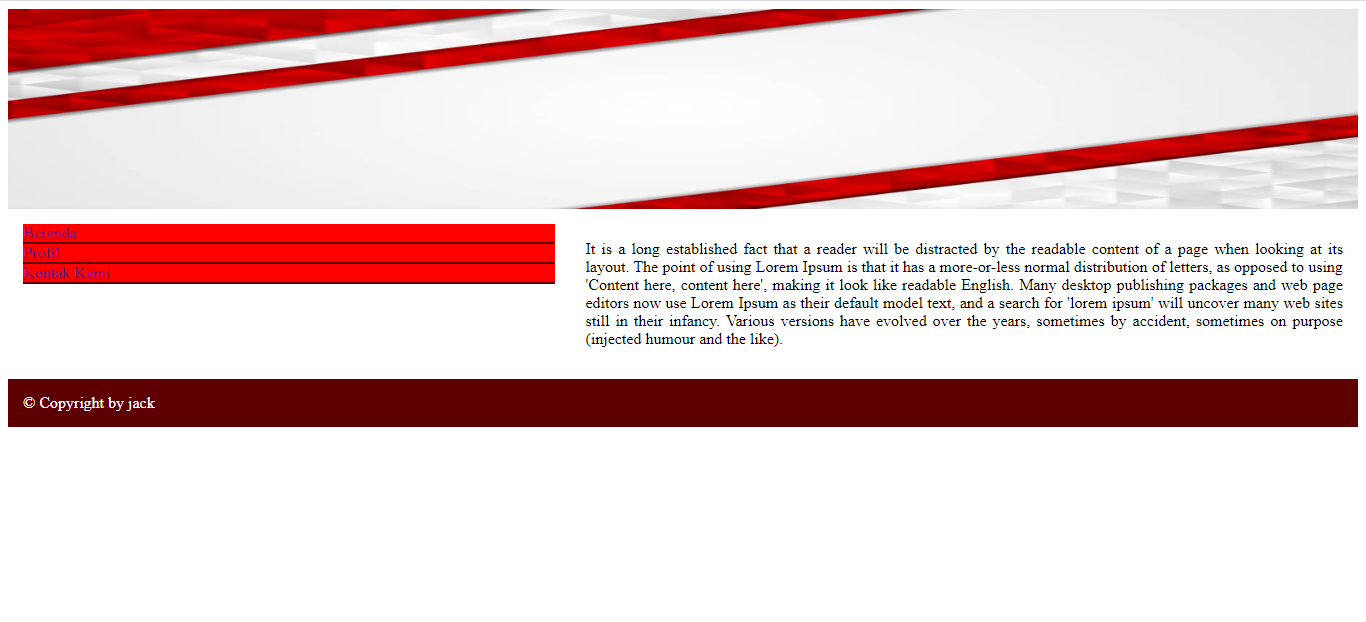 Beranda
Profil
Kontak Kami
It is a long established fact that a reader will be distracted by the readable content of a page when looking at its
layout. The point of using Lorem Ipsum is that it has a more-or-less normal distribution of letters, as opposed to using
'Content here, content here', making it look like readable English. Many desktop publishing packages and web page
editors now use Lorem Ipsum as their default model text, and a search for 'lorem ipsum' will uncover many web sites
still in their infancy. Various versions have evolved over the years, sometimes by accident, sometimes on purpose
(injected humour and the like).
© Copyright by jack